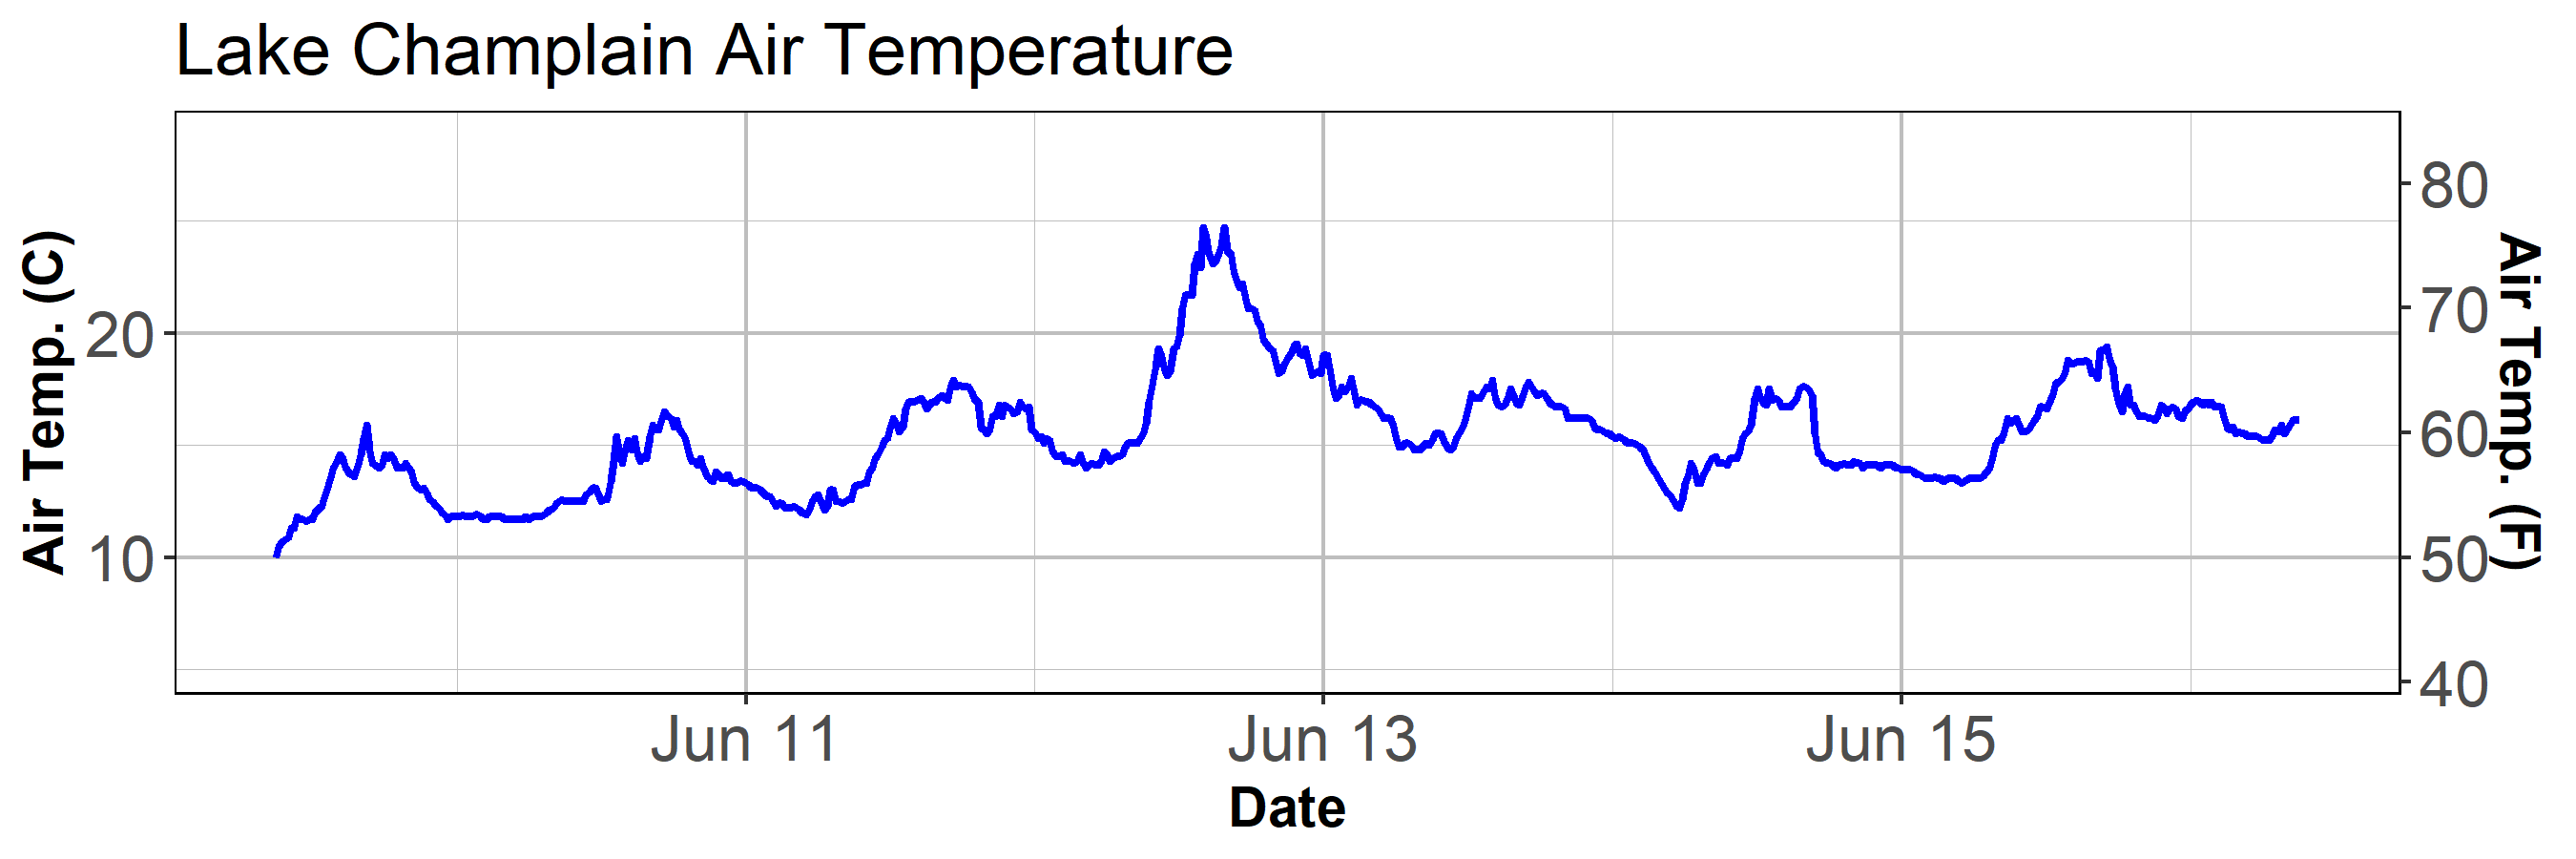 Lake Champlain Air Temperature
Air Temp. (C)
20
10
80
70
60
50
40
Air Temp. (F)
Jun 11
Jun 13
Jun 15
Date